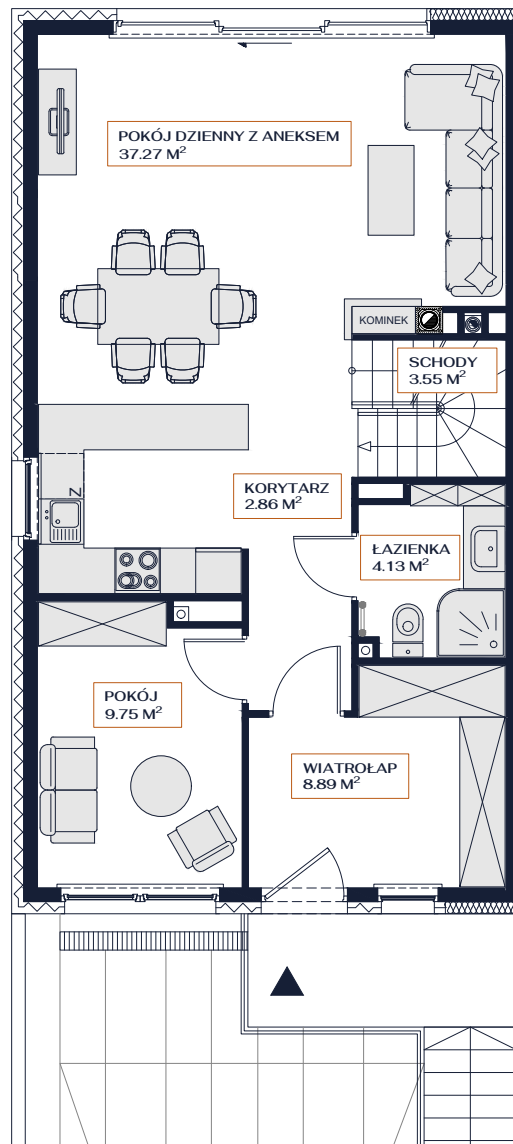 POKÓJ DZIENNY Z ANEKSEM
37.27 M²
KOMINEK
SCHODY
3.55 M²
Z
KORYTARZ
2.86 M²
ŁAZIENKA
4.13 M²
POKÓJ
9.75 M²
WIATROŁAP
8.89 M²